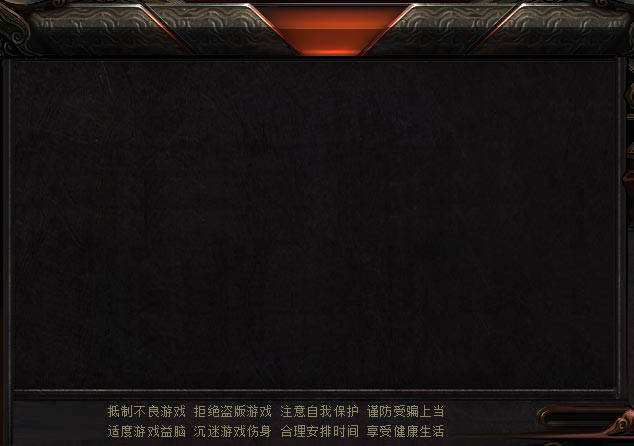 抵制不良游戏 拒绝盗版游戏 注意自我保护 谨防受骗上当
适度游戏益脑 沉迷游戏伤身 合理安排时间 享受健康生活